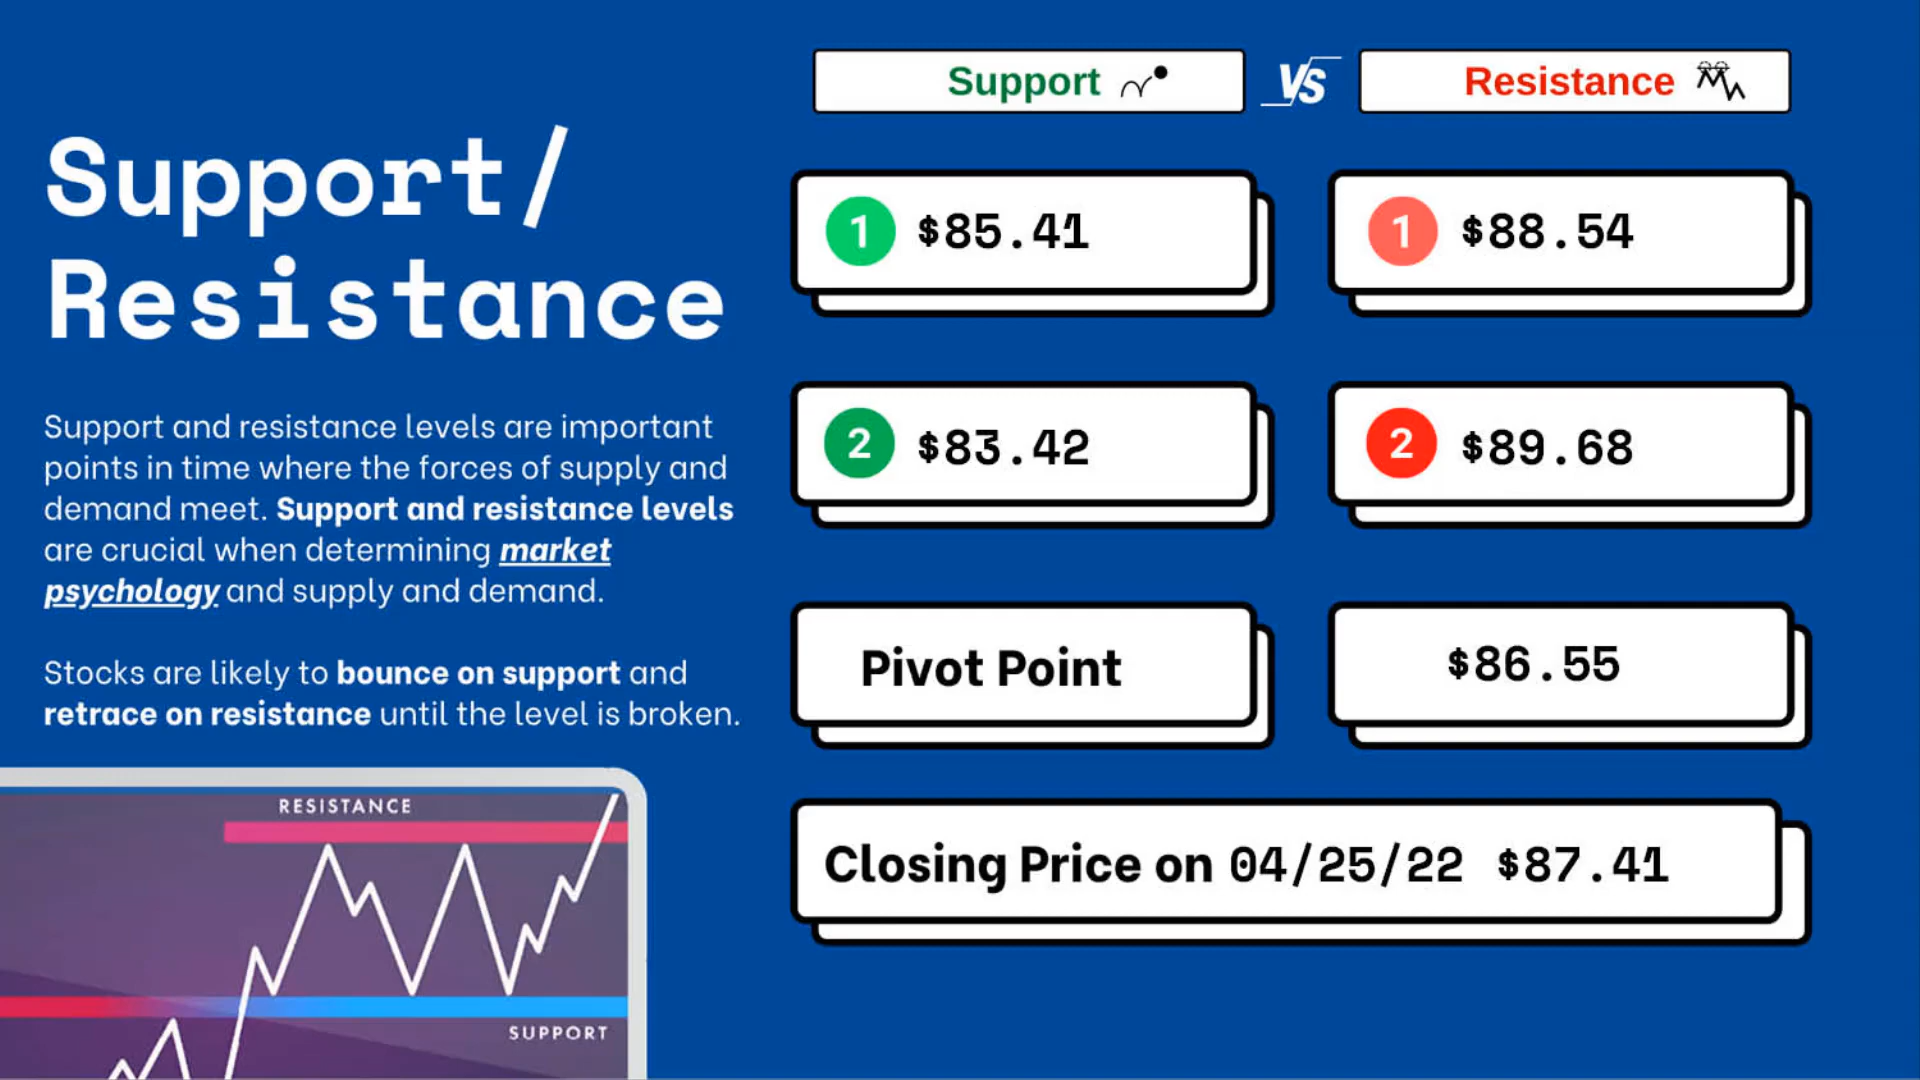 Support/
Resistance
Support and resistance levels are important
points in time where the forces of supply and
demand meet. Support and resistance levels
are crucial when determining market
psychology and supply and demand.
Stocks are likely to bounce on support and
retrace on resistance until the level is broken.
RESISTANCE
SUPPORT
Support VS Resistance
1 $85.41
1 $88.54
2 $83.42
2 $89.68
Pivot Point
$86.55
Closing Price on 04/25/22 $87.41